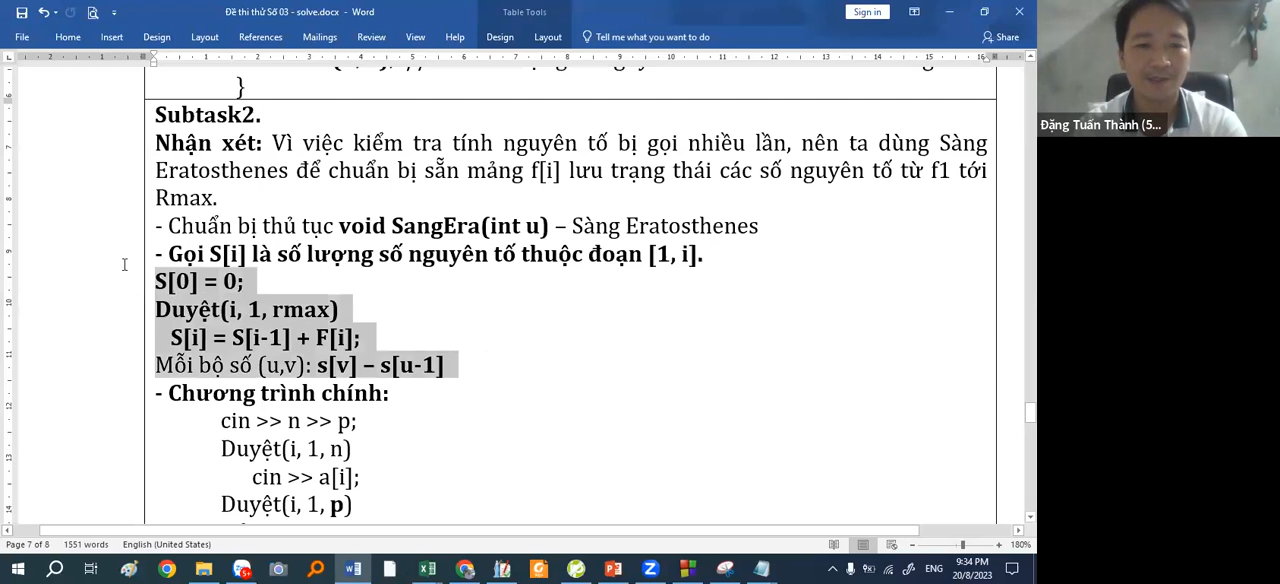 Đề thi thử Số 03 - solve.docx - Word
Table Tools
Sign in
File Home Insert Design Layout References Mailings Review View Help Design Layout Tell me what you want to do Share
}
Subtask2.
Nhận xét: Vì việc kiểm tra tính nguyên tố bị gọi nhiều lần, nên ta dùng Sàng
Eratosthenes để chuẩn bị sẵn mảng f[i] lưu trạng thái các số nguyên tố từ f1 tới
Rmax.
- Chuẩn bị thủ tục void SangEra(int u) – Sàng Eratosthenes
- Gọi S[i] là số lượng số nguyên tố thuộc đoạn [1, i].
S[0] = 0;
Duyệt(i, 1, rmax)
S[i] = S[i-1] + F[i];
Mỗi bộ số (u,v): s[v] – s[u-1]
- Chương trình chính:
cin >> n >> p;
Duyệt(i, 1, n)
cin >> a[i];
Duyệt(i, 1, p)
Page 7 of 8 1551 words English (United States) 180%
ENG
9:34 PM
20/8/2023
Đặng Tuấn Thành (5...